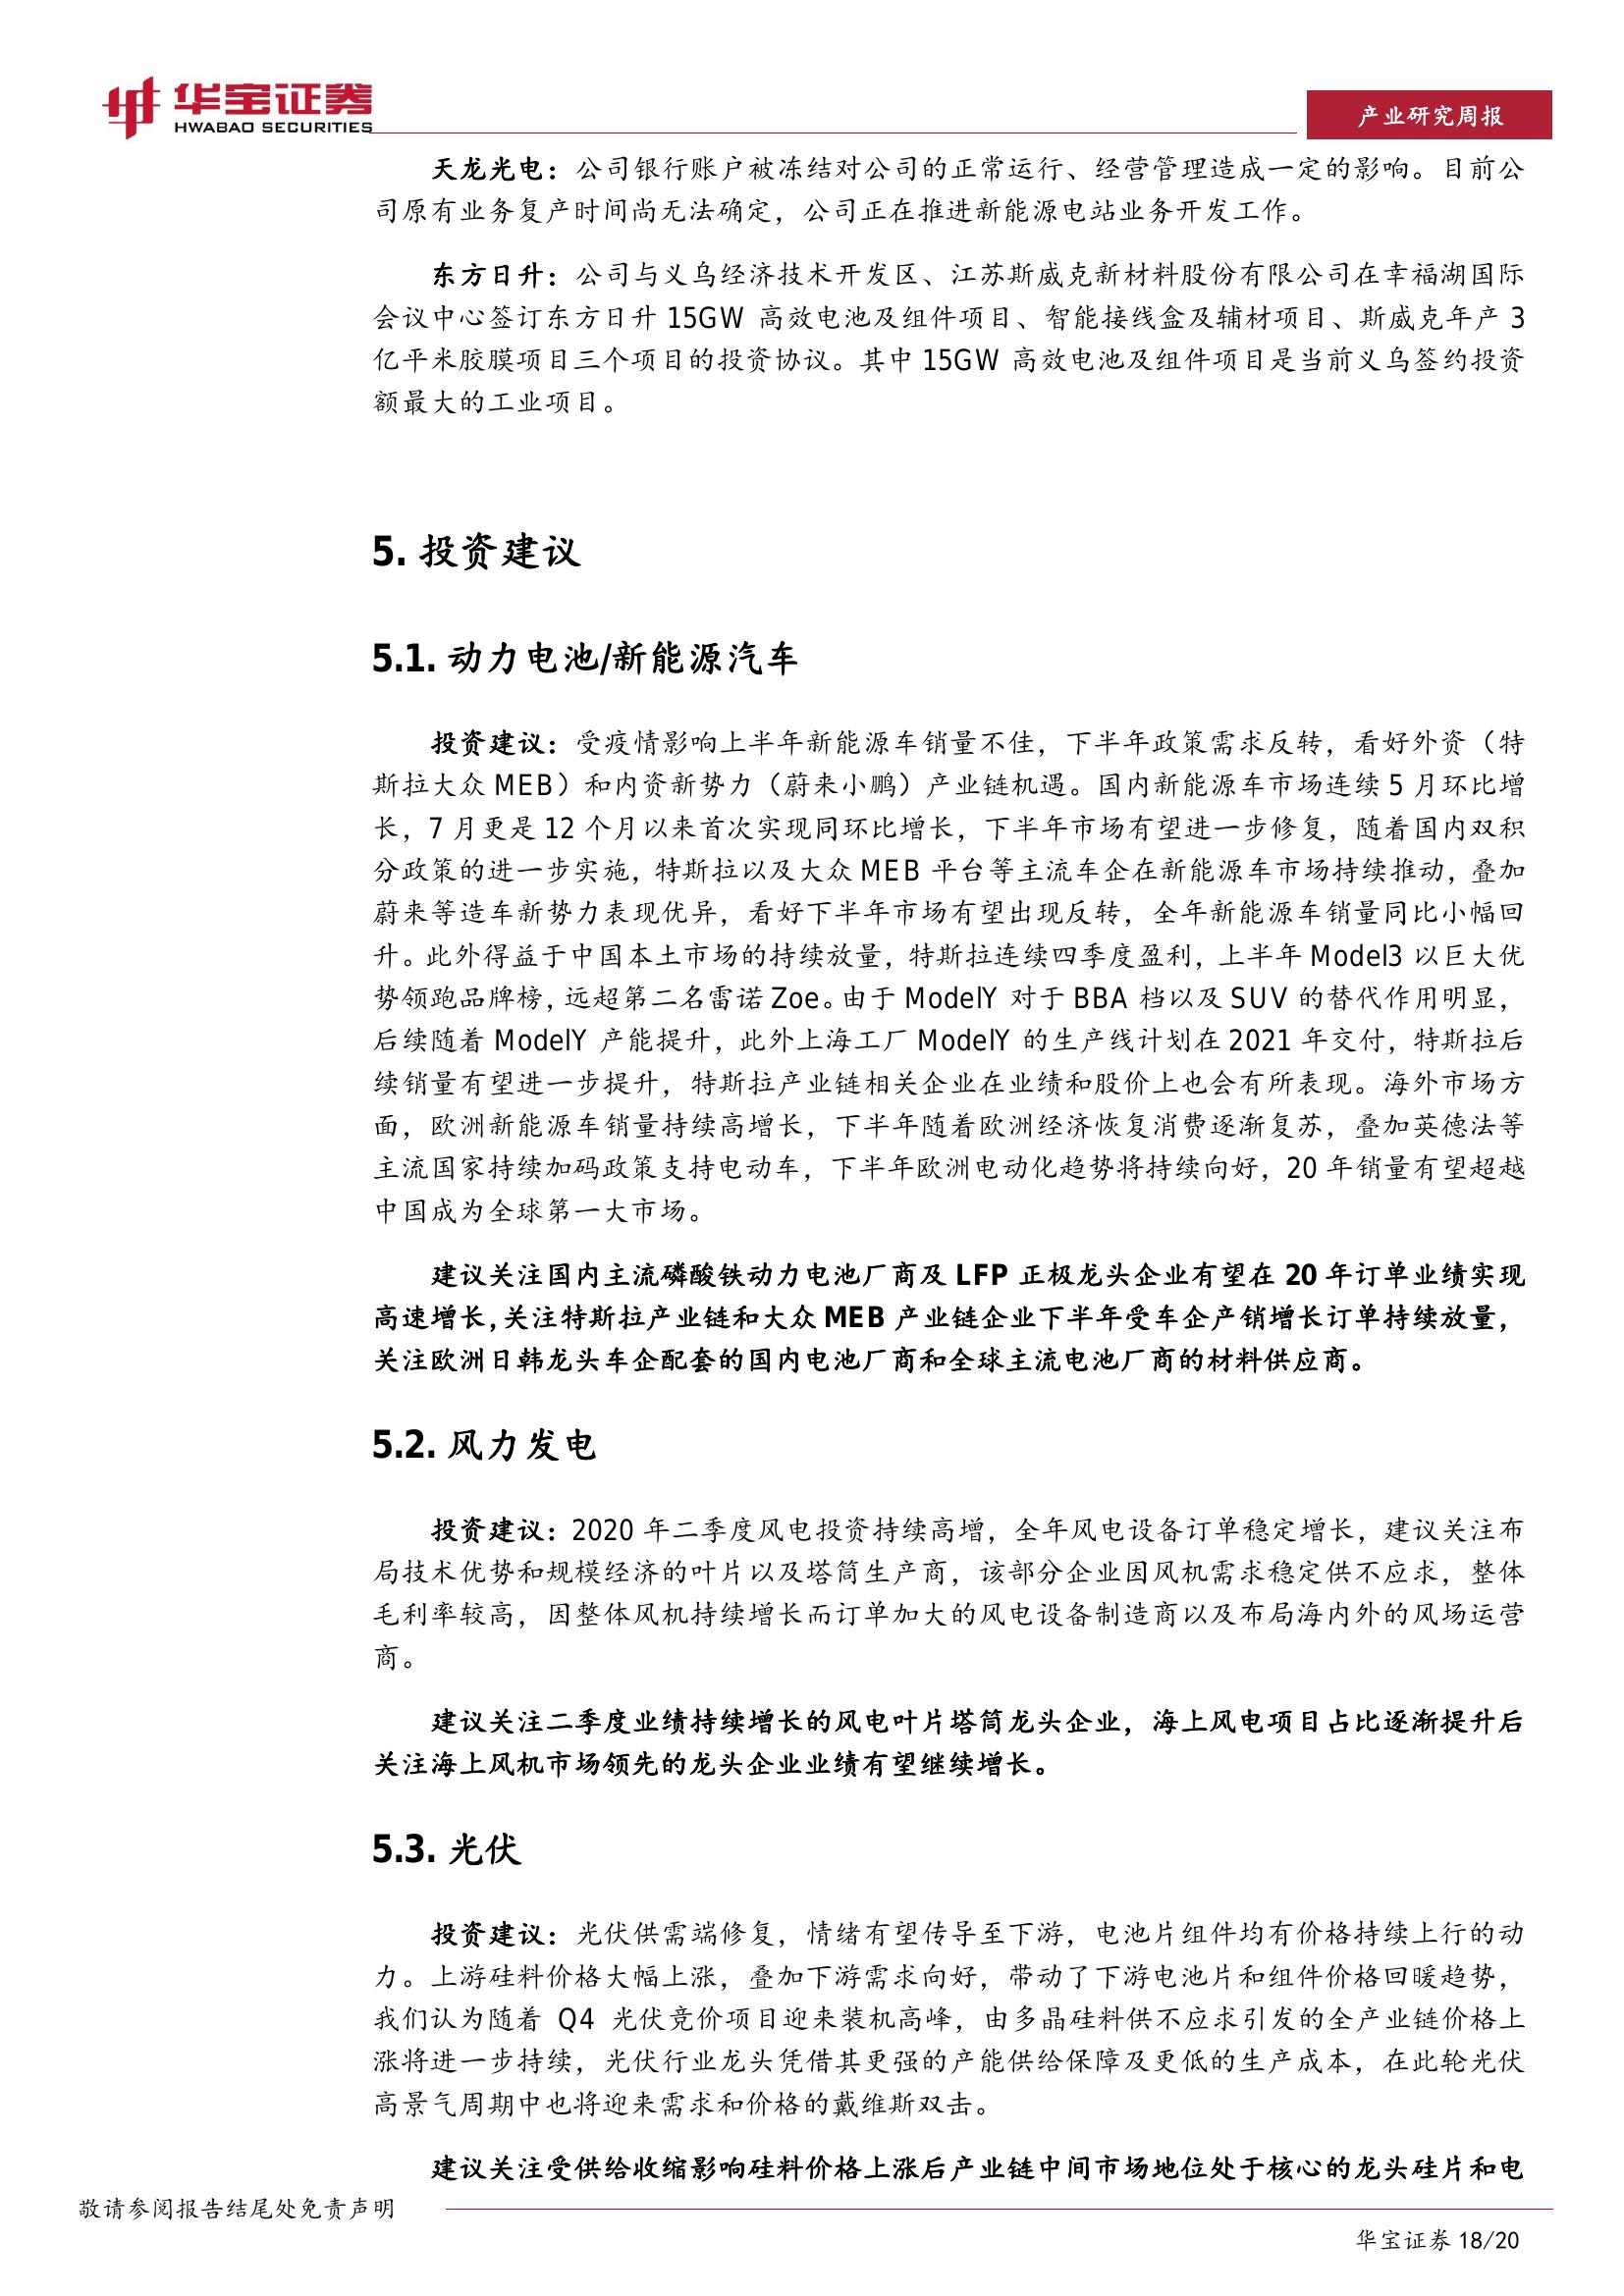 华宝证券
HWABAO SECURITIES
产业研究周报
天龙光电：公司银行账户被冻结对公司的正常运行、经营管理造成一定的影响。目前公
司原有业务复产时间尚无法确定，公司正在推进新能源电站业务开发工作。
东方日升：公司与义乌经济技术开发区、江苏斯威克新材料股份有限公司在幸福湖国际
会议中心签订东方日升 15GW 高效电池及组件项目、智能接线盒及辅材项目、斯威克年产 3
亿平米胶膜项目三个项目的投资协议。其中 15GW 高效电池及组件项目是当前义乌签约投资
额最大的工业项目。
5. 投资建议
5.1. 动力电池/新能源汽车
投资建议：受疫情影响上半年新能源车销量不佳，下半年政策需求反转，看好外资（特
斯拉大众 MEB）和内资新势力（蔚来小鹏）产业链机遇。国内新能源车市场连续 5 月环比增
长，7 月更是 12 个月以来首次实现同环比增长，下半年市场有望进一步修复，随着国内双积
分政策的进一步实施，特斯拉以及大众 MEB 平台等主流车企在新能源车市场持续推动，叠加
蔚来等造车新势力表现优异，看好下半年市场有望出现反转，全年新能源车销量同比小幅回
升。此外得益于中国本土市场的持续放量，特斯拉连续四季度盈利，上半年 Model3 以巨大优
势领跑品牌榜，远超第二名雷诺 Zoe。由于 ModelY 对于 BBA 档以及 SUV 的替代作用明显，
后续随着 ModelY 产能提升，此外上海工厂 ModelY 的生产线计划在 2021 年交付，特斯拉后
续销量有望进一步提升，特斯拉产业链相关企业在业绩和股价上也会有所表现。海外市场方
面，欧洲新能源车销量持续高增长，下半年随着欧洲经济恢复消费逐渐复苏，叠加英德法等
主流国家持续加码政策支持电动车，下半年欧洲电动化趋势将持续向好，20 年销量有望超越
中国成为全球第一大市场。
建议关注国内主流磷酸铁动力电池厂商及 LFP 正极龙头企业有望在 20 年订单业绩实现
高速增长，关注特斯拉产业链和大众 MEB 产业链企业下半年受车企产销增长订单持续放量，
关注欧洲日韩龙头车企配套的国内电池厂商和全球主流电池厂商的材料供应商。
5.2. 风力发电
投资建议：2020 年二季度风电投资持续高增，全年风电设备订单稳定增长，建议关注布
局技术优势和规模经济的叶片以及塔筒生产商，该部分企业因风机需求稳定供不应求，整体
毛利率较高，因整体风机持续增长而订单加大的风电设备制造商以及布局海内外的风场运营
商。
建议关注二季度业绩持续增长的风电叶片塔筒龙头企业，海上风电项目占比逐渐提升后
关注海上风机市场领先的龙头企业业绩有望继续增长。
5.3. 光伏
投资建议：光伏供需端修复，情绪有望传导至下游，电池片组件均有价格持续上行的动
力。上游硅料价格大幅上涨，叠加下游需求向好，带动了下游电池片和组件价格回暖趋势，
我们认为随着 Q4 光伏竞价项目迎来装机高峰，由多晶硅料供不应求引发的全产业链价格上
涨将进一步持续，光伏行业龙头凭借其更强的产能供给保障及更低的生产成本，在此轮光伏
高景气周期中也将迎来需求和价格的戴维斯双击。
建议关注受供给收缩影响硅料价格上涨后产业链中间市场地位处于核心的龙头硅片和电
敬请参阅报告结尾处免责声明
华宝证券 18/20